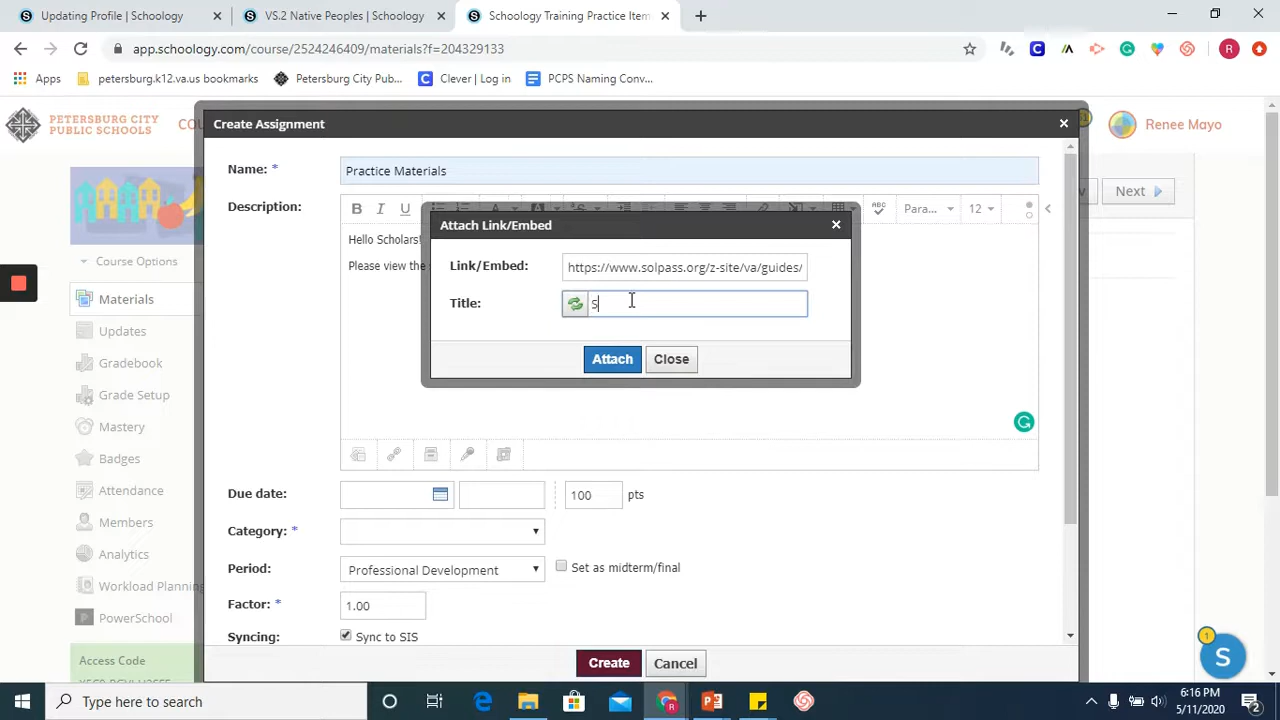 Updating Profile | Schoology
VS.2 Native Peoples | Schoology
Schoology Training Practice Item
app.schoology.com/course/2524246409/materials?f=204329133
R
Apps
petersburg.k12.va.us bookmarks
Petersburg City Pub...
C
Clever | Log in
PCPS Naming Conv...
PETERSBURG CITY
PUBLIC SCHOOLS
COU
Renee Mayo
Create Assignment
Name: *
Practice Materials
Next
Description:
B I U
ABC
Para...
12
Attach Link/Embed
Hello Scholars!
Please view the
Link/Embed:
https://www.solpass.org/z-site/va/guides/
Title:
S
Attach
Close
Course Options
Materials
Updates
Gradebook
Grade Setup
Mastery
Badges
Attendance
Members
Analytics
Workload Planning
PowerSchool
Access Code
Due date:
100
pts
Category: *
Period:
Professional Development
Set as midterm/final
Factor: *
1.00
Syncing:
Sync to SIS
Create
Cancel
1
S
Type here to search
6:16 PM
5/11/2020
2